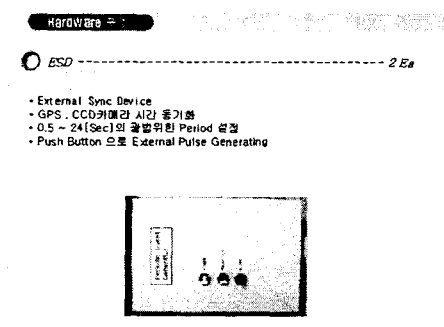 Hardware
ESD ---------------------------------------- 2 Ea
- External Sync Device
- GPS, CCD카메라 시간 동기화
- 0.5 ~ 24[Sec]의 광범위한 Period 설정
- Push Button 으로 External Pulse Generating
Generator